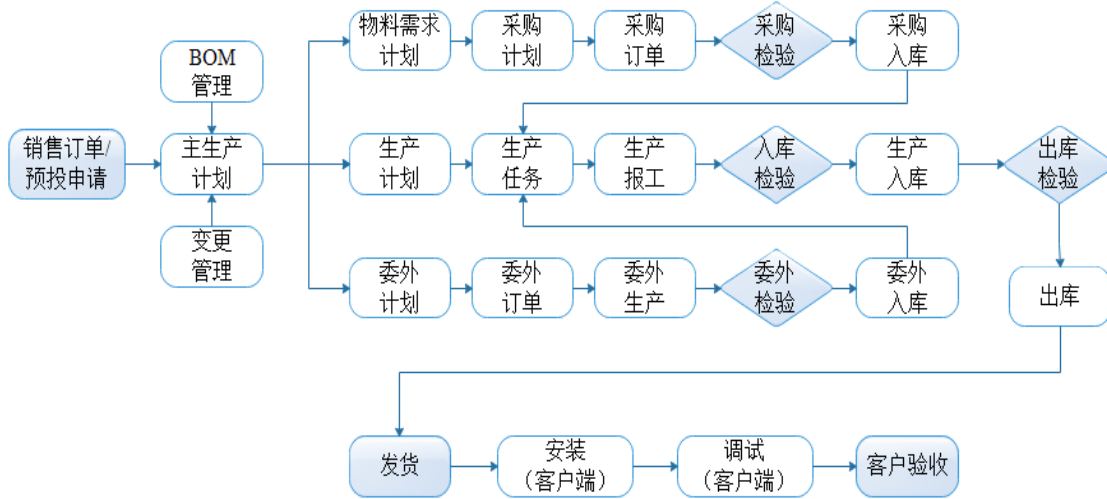 物料需求
计划
采购
计划
采购
订单
采购
检验
采购
入库
BOM
管理
销售订单/
预投申请
主生产
计划
生产
计划
生产
任务
生产
报工
入库
检验
生产
入库
出库
检验
变更
管理
委外
计划
委外
订单
委外
生产
委外
检验
委外
入库
出库
发货
安装
（客户端）
调试
（客户端）
客户验收